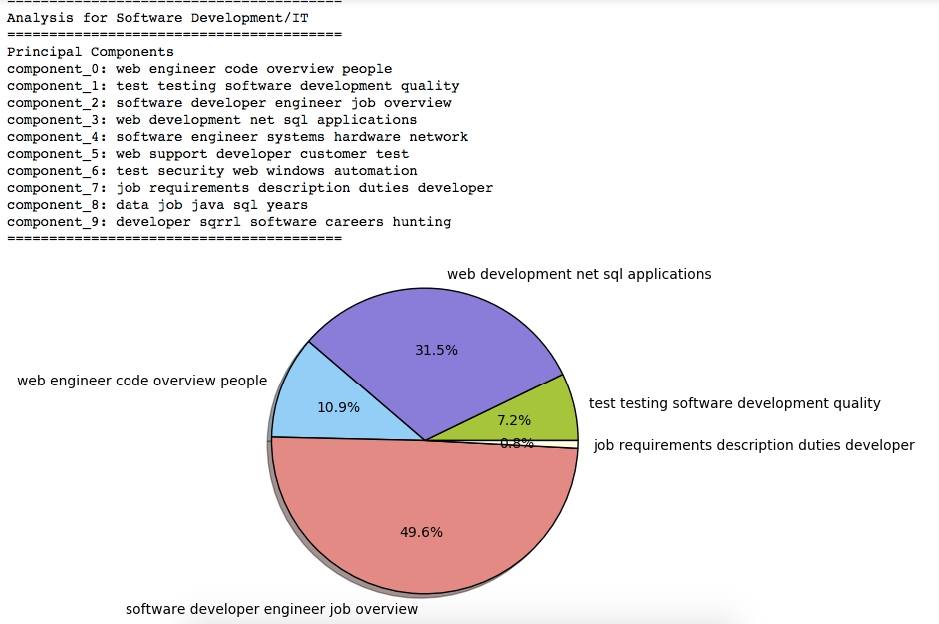 =======================================
Analysis for Software Development/IT
=======================================
Principal Components
component_0: web engineer code overview people
component_1: test testing software development quality
component_2: software developer engineer job overview
component_3: web development net sql applications
component_4: software engineer systems hardware network
component_5: web support developer customer test
component_6: test security web windows automation
component_7: job requirements description duties developer
component_8: data job java sql years
component_9: developer sqrrl software careers hunting
=======================================
web development net sql applications
31.5%
web engineer code overview people
10.9%
test testing software development quality
7.2%
0.8%
job requirements description duties developer
49.6%
software developer engineer job overview